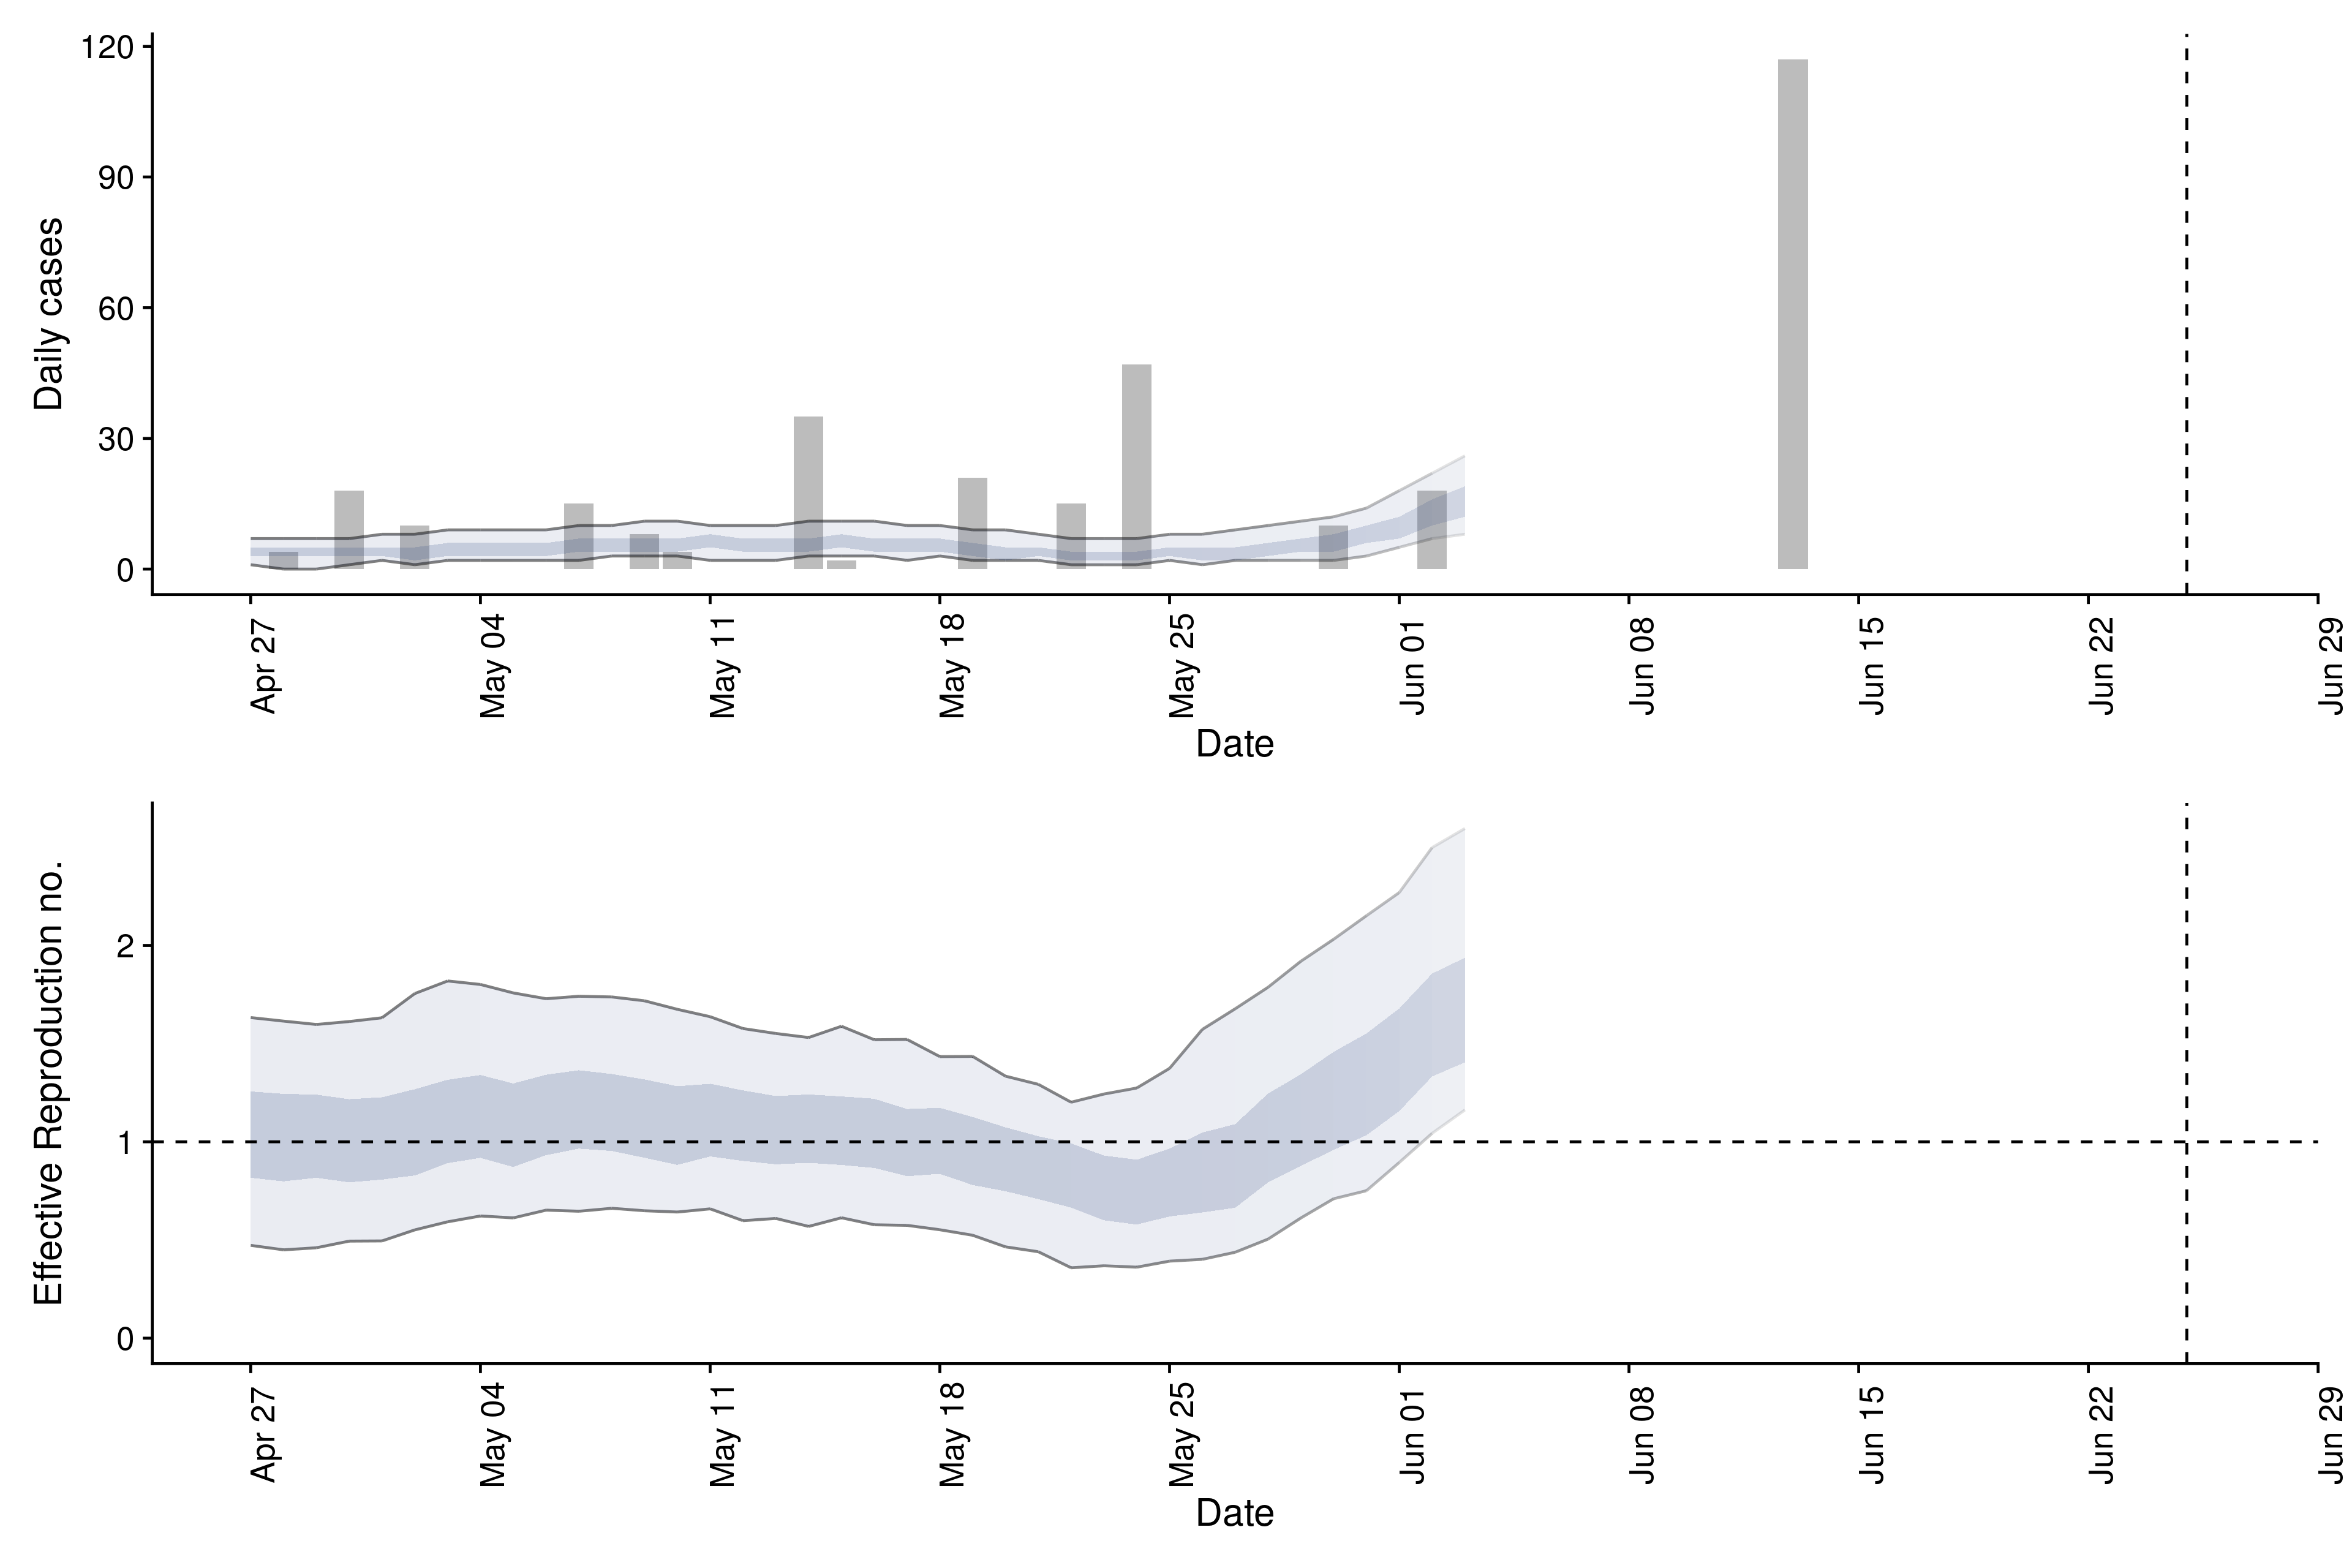 120
90
60
30
0
Daily cases
Apr 27
May 04
May 11
May 18
May 25
Jun 01
Jun 08
Jun 15
Jun 22
Jun 29
Date
2
1
0
Effective Reproduction no.
Apr 27
May 04
May 11
May 18
May 25
Jun 01
Jun 08
Jun 15
Jun 22
Jun 29
Date